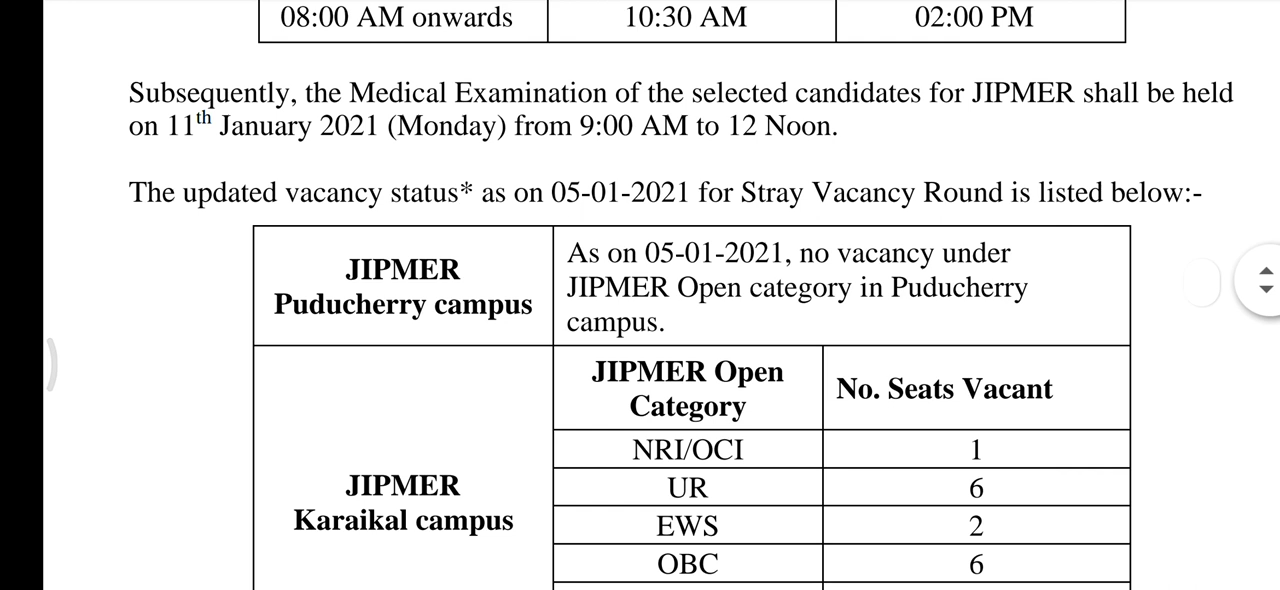 08:00 AM onwards 10:30 AM 02:00 PM
Subsequently, the Medical Examination of the selected candidates for JIPMER shall be held
on 11th January 2021 (Monday) from 9:00 AM to 12 Noon.
The updated vacancy status* as on 05-01-2021 for Stray Vacancy Round is listed below:-
JIPMER
Puducherry campus
As on 05-01-2021, no vacancy under
JIPMER Open category in Puducherry
campus.
JIPMER
Karaikal campus
JIPMER Open
Category
No. Seats Vacant
NRI/OCI 1
UR 6
EWS 2
OBC 6